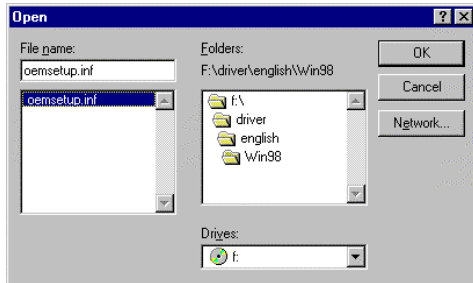 Open
File name:
oemsetup.inf
oemsetup.inf
Folders:
F:\driver\english\Win98
f:\
driver
english
Win98
Drives:
f:
OK
Cancel
Network...